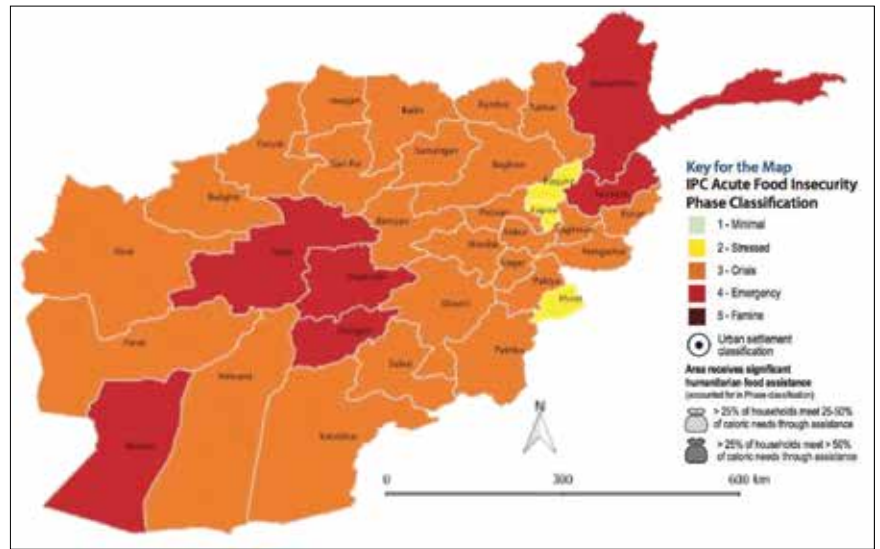 Badakhshan
Jawzjan
Balkh
Kunduz
Takhar
Faryab
Sari Pul
Samangan
Baghlan
Panjshir
Nuristan
Badghis
Kapisa
Kunar
Hirat
Ghor
Bamyan
Parwan
Kabul
Laghman
Wardak
Nangarhar
Daykundi
Logar
Paktya
Khost
Ghazni
Farah
Uruzgan
Paktika
Zabul
Nimroz
Helmand
Kandahar
Key for the Map
IPC Acute Food Insecurity
Phase Classification
1 - Minimal
2 - Stressed
3 - Crisis
4 - Emergency
5 - Famine
Urban settlement
classification
Area receives significant
humanitarian food assistance
(accounted for in Phase classification)
> 25% of households meet 25-50%
of caloric needs through assistance
> 25% of households meet > 50%
of caloric needs through assistance
N
0 300 600 km